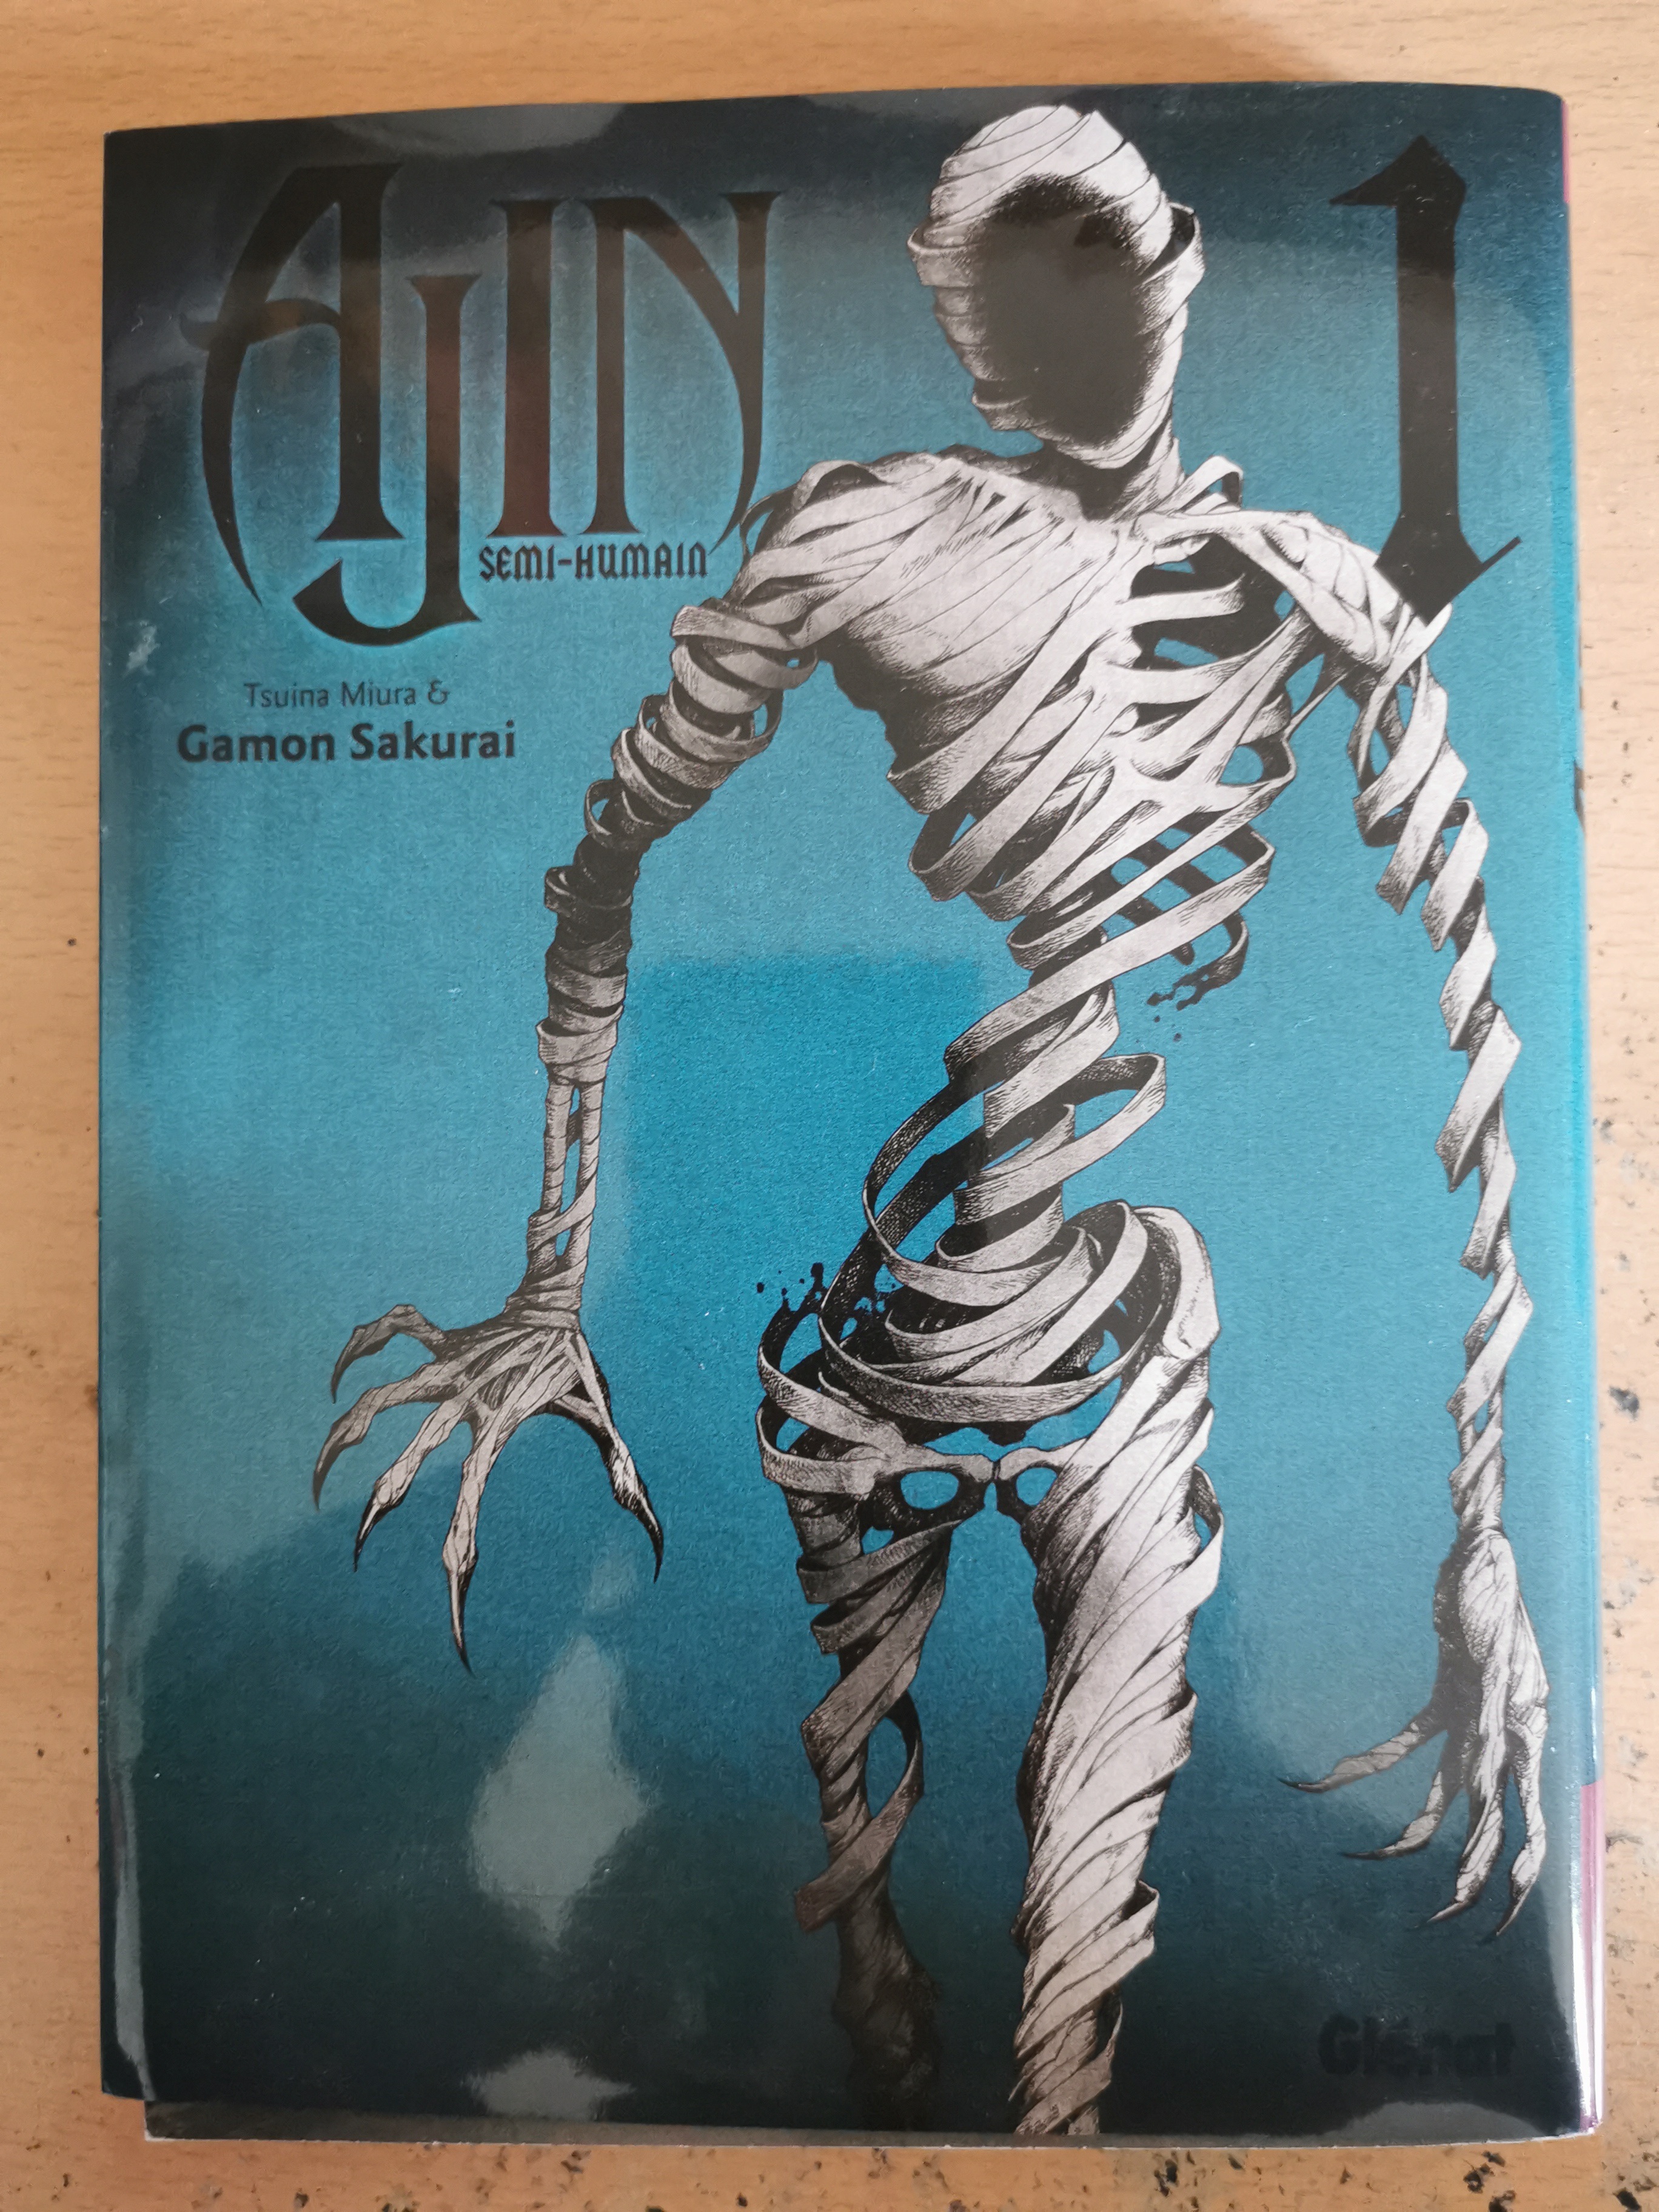 AJIN
1
SEMI-HUMAIN
Tsuina Miura &
Gamon Sakurai
Glénat